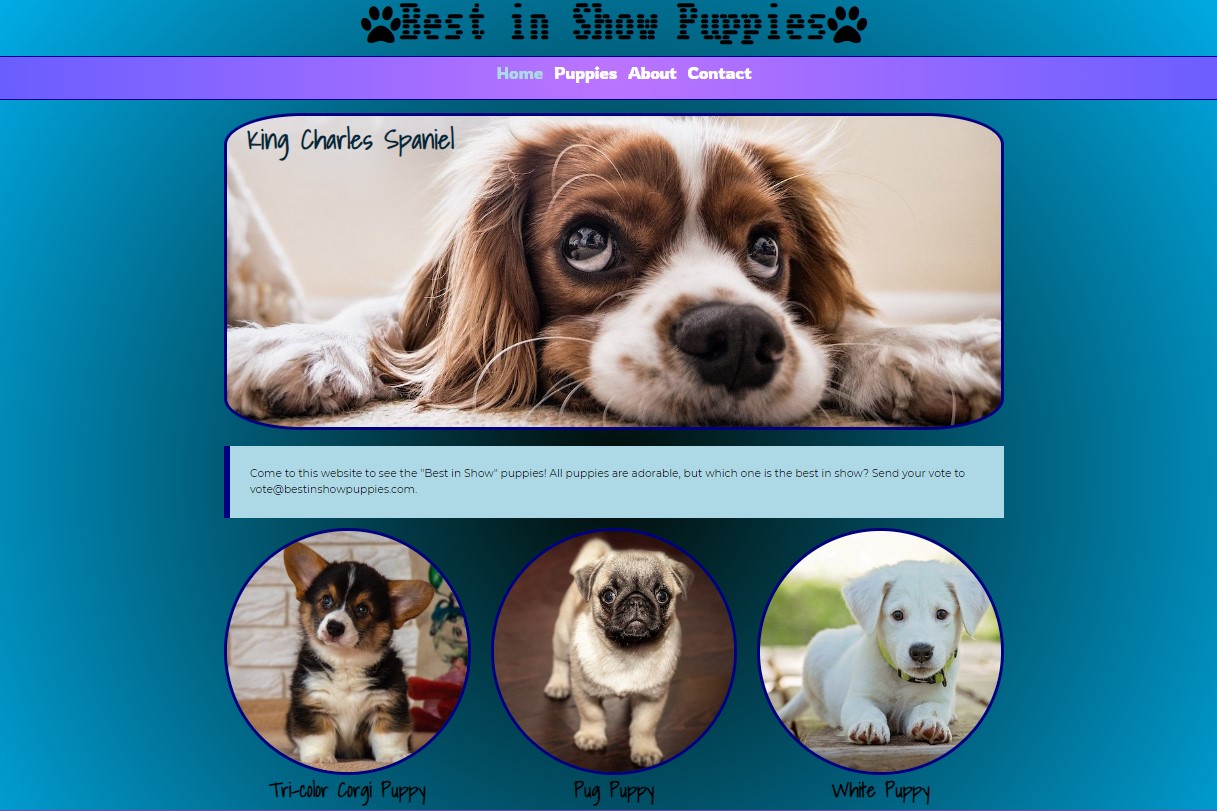 Best in Show Puppies
Home Puppies About Contact
King Charles Spaniel
Come to this website to see the "Best in Show" puppies! All puppies are adorable, but which one is the best in show? Send your vote to
vote@bestinshowpuppies.com.
Tri-color Corgi Puppy Pug Puppy White Puppy